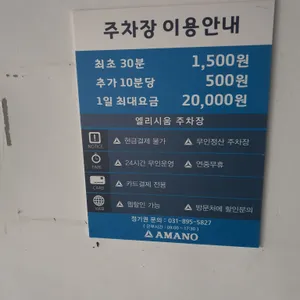 주차장 이용안내
최초 30분 1,500원
추가 10분당 500원
1일 최대요금 20,000원
엘리시움 주차장
현금결제 불가 무인정산 주차장
24시간 무인운영 연중무휴
카드결제 전용
웹할인 가능 방문차에 할인문의
정기권 문의 : 031-895-5827
AMANO